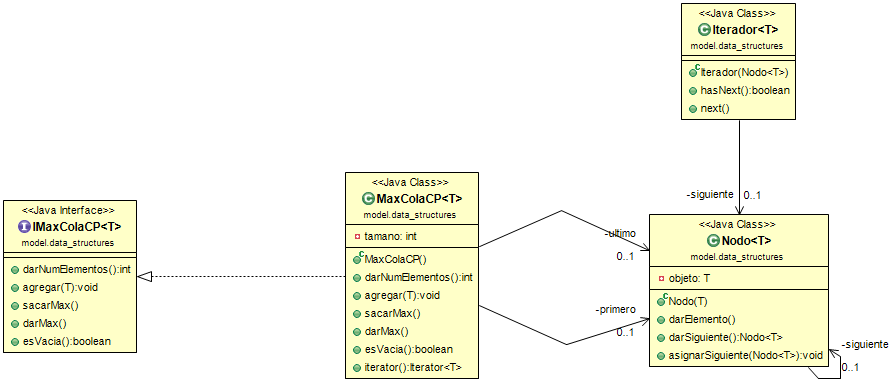 <<Java Class>>
Iterador<T>
model.data_structures
Iterador(Nodo<T>)
hasNext():boolean
next()
-siguiente
0..1
<<Java Interface>>
IMaxColaCP<T>
model.data_structures
darNumElementos():int
agregar(T):void
sacarMax()
darMax()
esVacia():boolean
<<Java Class>>
MaxColaCP<T>
model.data_structures
tamano: int
MaxColaCP()
darNumElementos():int
agregar(T):void
sacarMax()
darMax()
esVacia():boolean
iterator():Iterator<T>
-ultimo
0..1
-primero
0..1
<<Java Class>>
Nodo<T>
model.data_structures
objeto: T
Nodo(T)
darElemento()
darSiguiente():Nodo<T>
asignarSiguiente(Nodo<T>):void
-siguiente
0..1